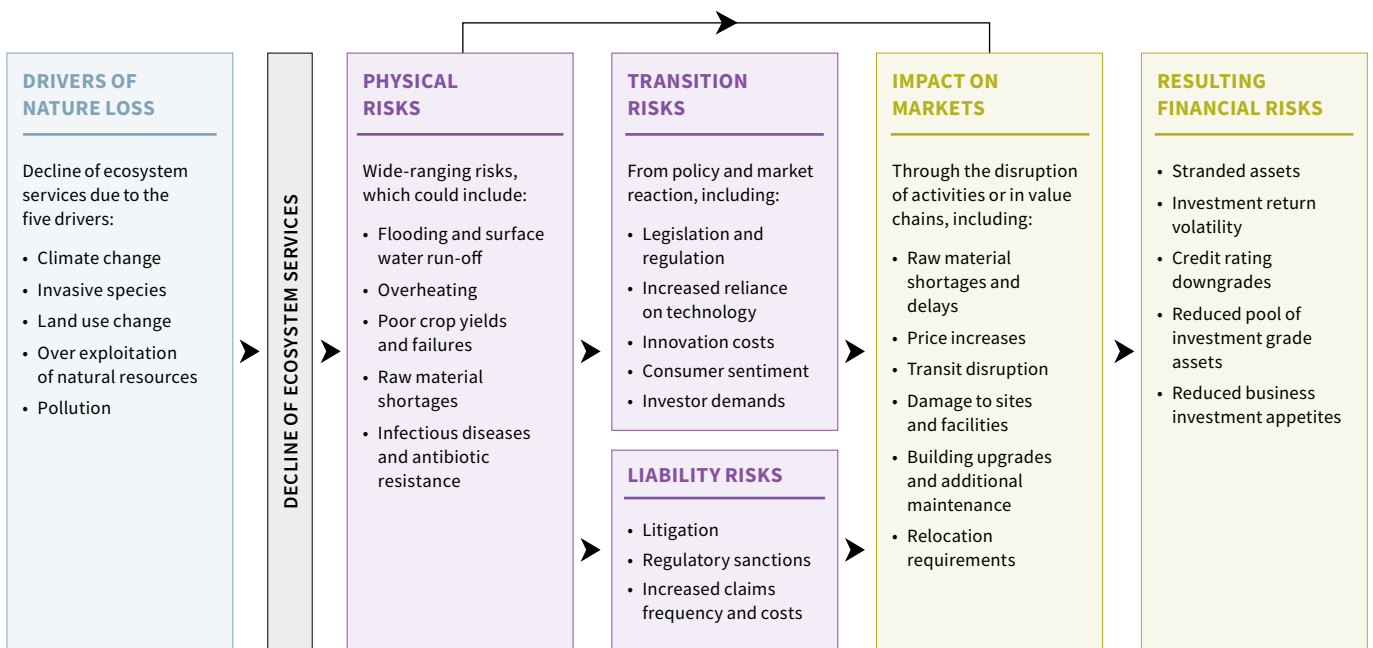 DRIVERS OF
NATURE LOSS
Decline of ecosystem
services due to the
five drivers:
• Climate change
• Invasive species
• Land use change
• Over exploitation
of natural resources
• Pollution
DECLINE OF ECOSYSTEM SERVICES
PHYSICAL
RISKS
Wide-ranging risks,
which could include:
• Flooding and surface
water run-off
• Overheating
• Poor crop yields
and failures
• Raw material
shortages
• Infectious diseases
and antibiotic
resistance
TRANSITION
RISKS
From policy and market
reaction, including:
• Legislation and
regulation
• Increased reliance
on technology
• Innovation costs
• Consumer sentiment
• Investor demands
LIABILITY RISKS
• Litigation
• Regulatory sanctions
• Increased claims
frequency and costs
IMPACT ON
MARKETS
Through the disruption
of activities or in value
chains, including:
• Raw material
shortages and
delays
• Price increases
• Transit disruption
• Damage to sites
and facilities
• Building upgrades
and additional
maintenance
• Relocation
requirements
RESULTING
FINANCIAL RISKS
• Stranded assets
• Investment return
volatility
• Credit rating
downgrades
• Reduced pool of
investment grade
assets
• Reduced business
investment appetites